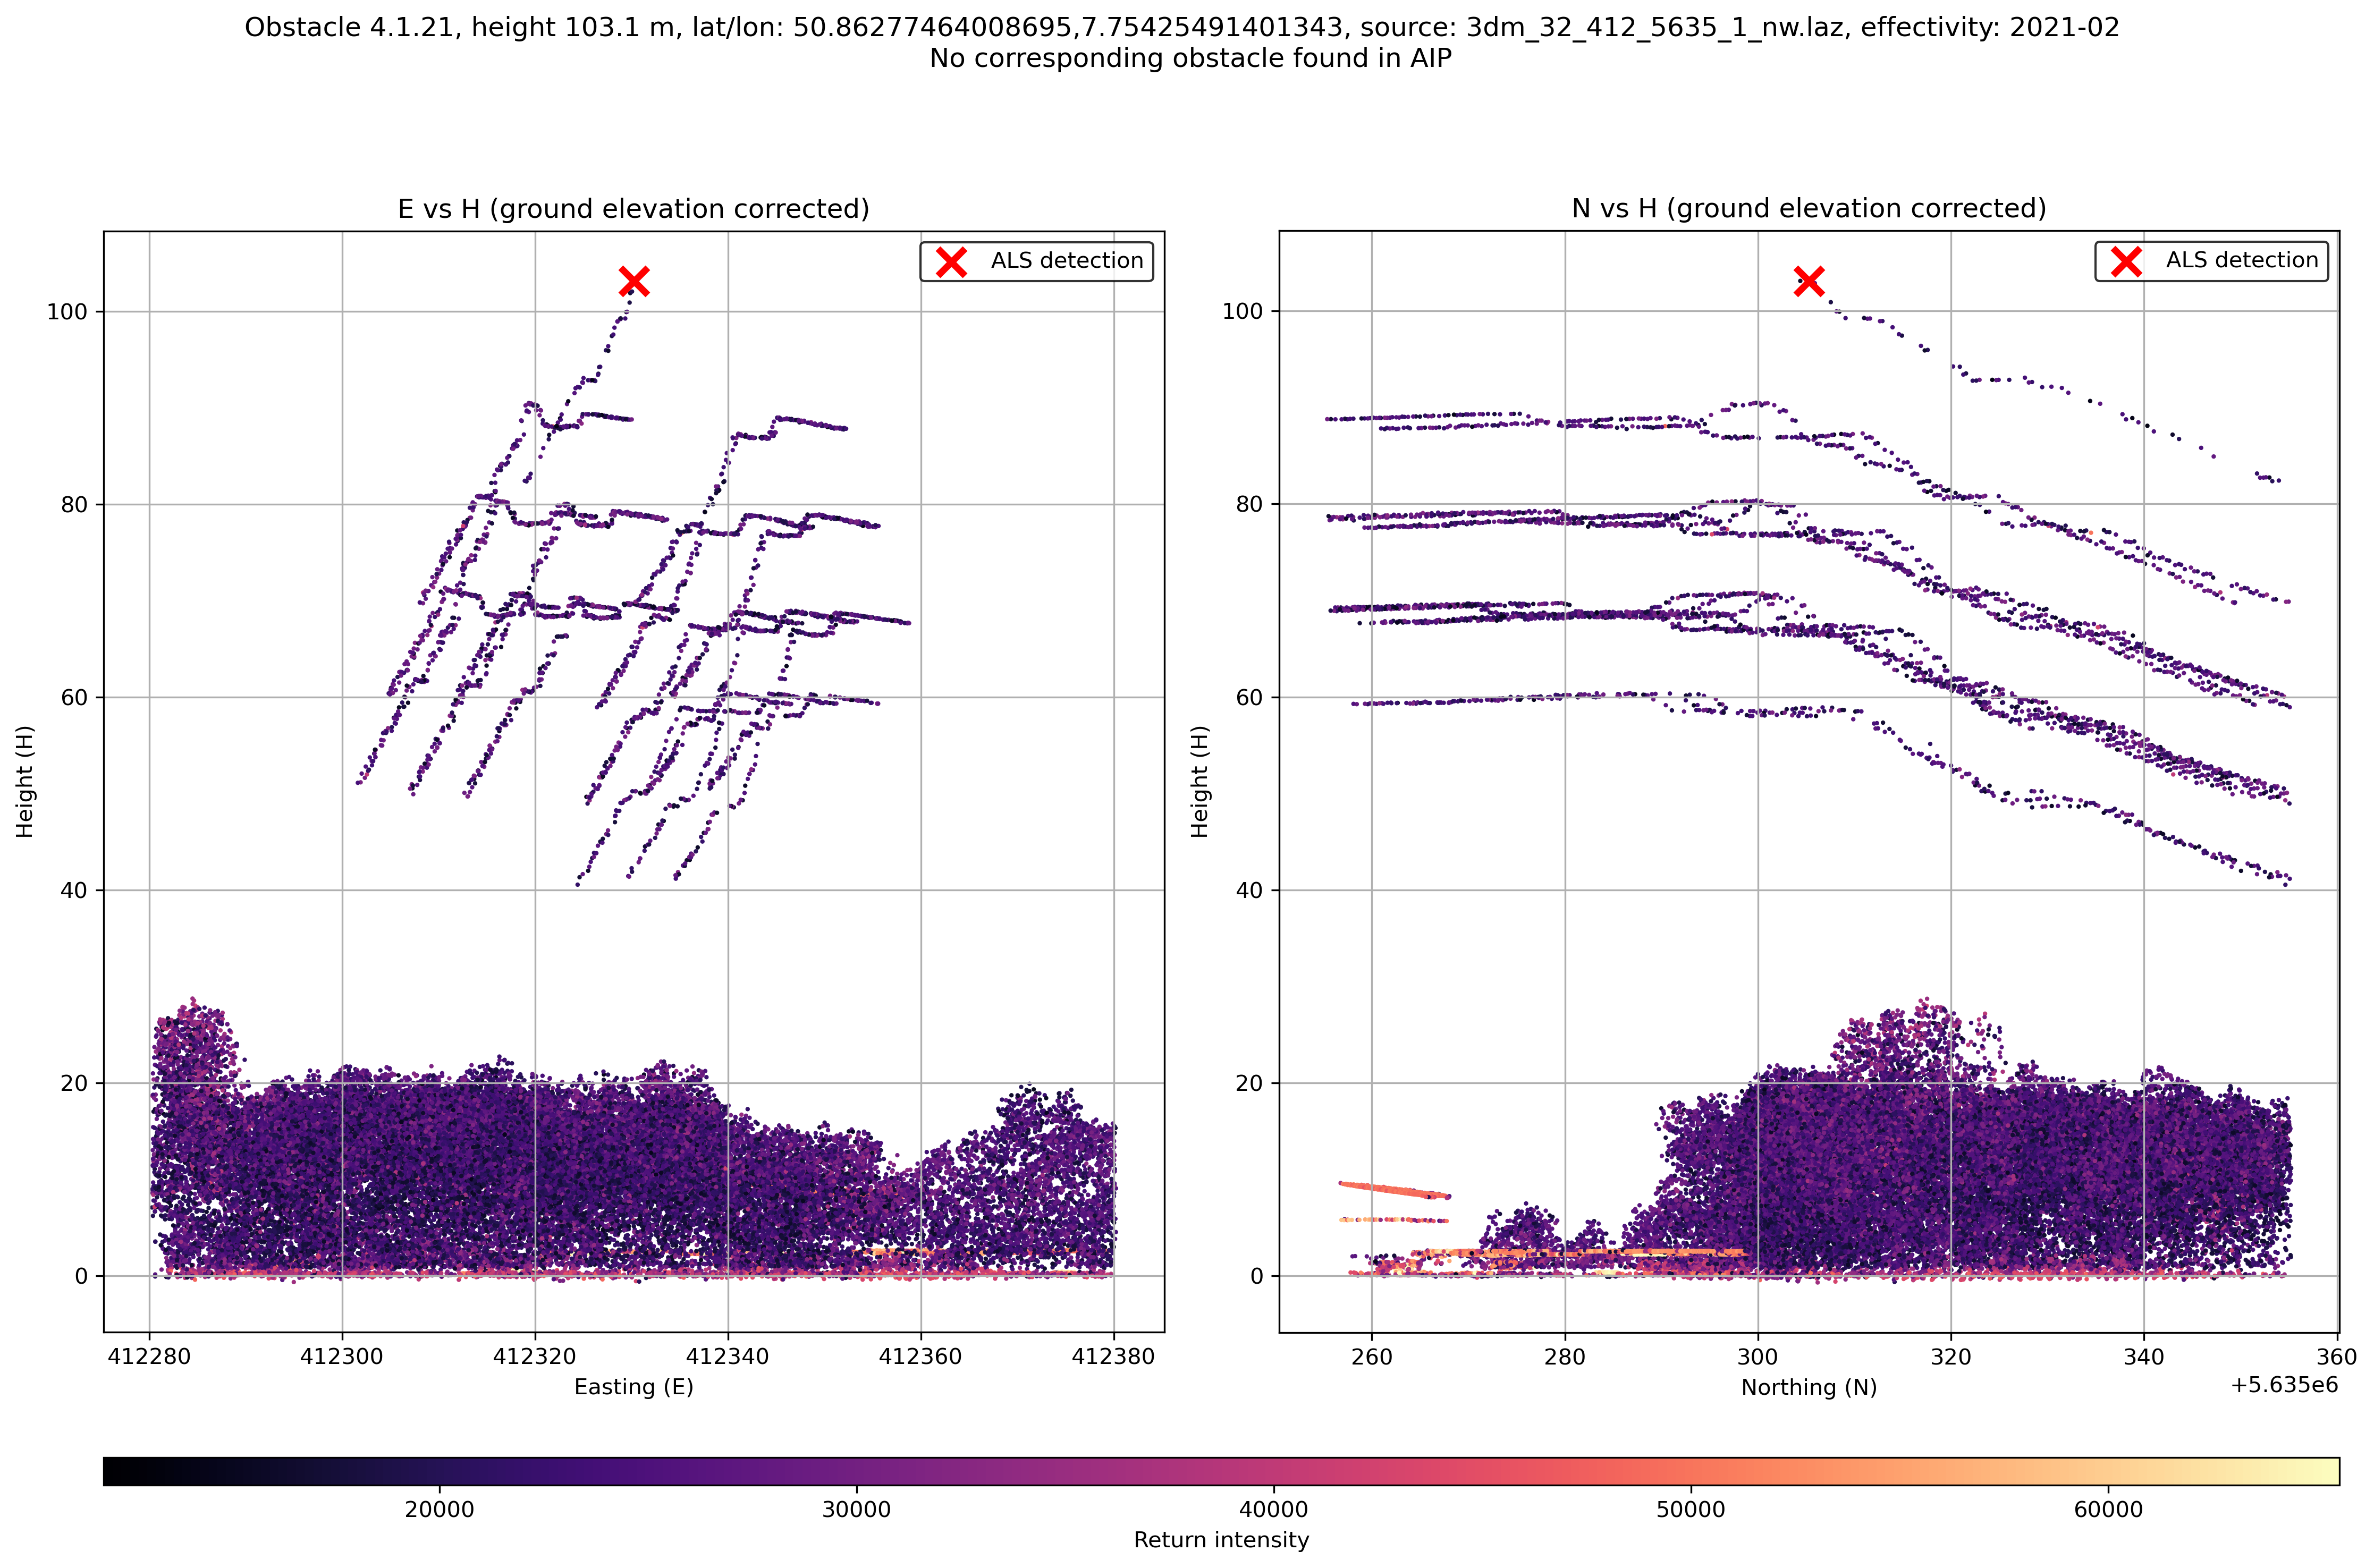 Obstacle 4.1.21, height 103.1 m, lat/lon: 50.86277464008695,7.75425491401343, source: 3dm_32_412_5635_1_nw.laz, effectivity: 2021-02
No corresponding obstacle found in AIP
E vs H (ground elevation corrected)
ALS detection
100
80
60
40
20
0
Height (H)
412280 412300 412320 412340 412360 412380
Easting (E)
N vs H (ground elevation corrected)
ALS detection
100
80
60
40
20
0
Height (H)
260 280 300 320 340 360
+5.635e6
Northing (N)
20000 30000 40000 50000 60000
Return intensity